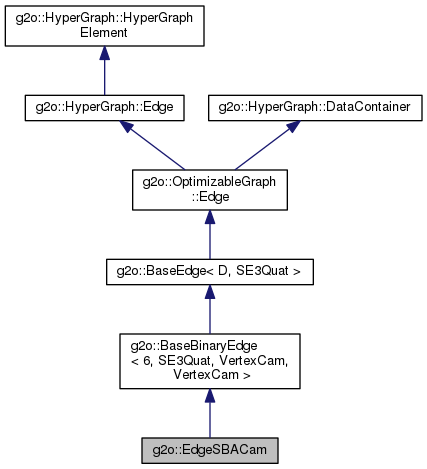 g2o::HyperGraph::HyperGraph
Element
g2o::HyperGraph::Edge
g2o::HyperGraph::DataContainer
g2o::OptimizableGraph
::Edge
g2o::BaseEdge< D, SE3Quat >
g2o::BaseBinaryEdge
< 6, SE3Quat, VertexCam,
VertexCam >
g2o::EdgeSBACam